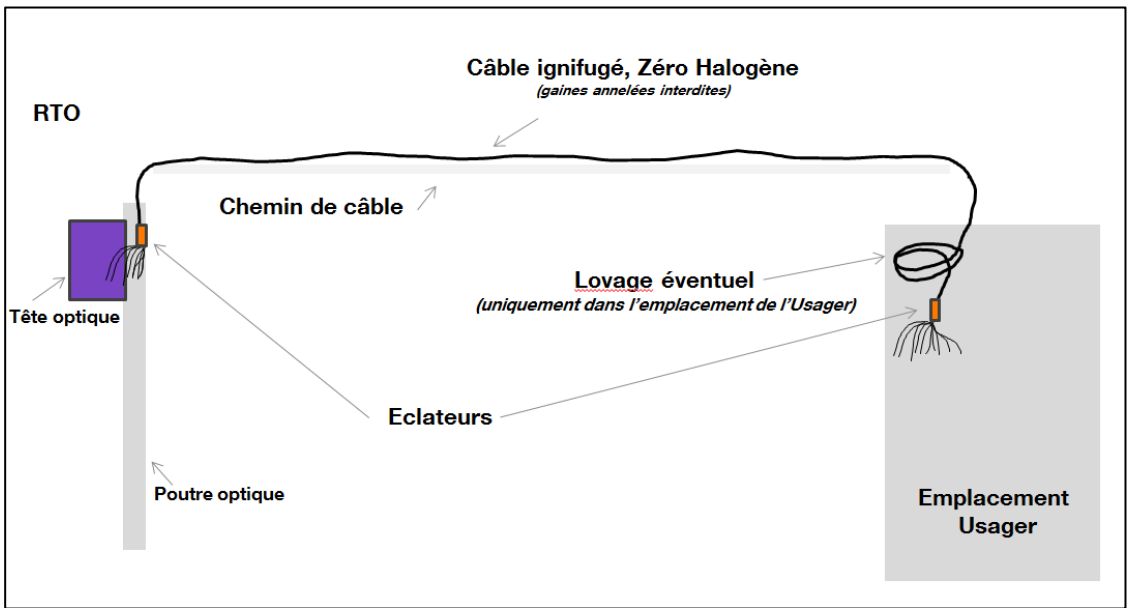 Câble ignifugé, Zéro Halogène
(gaines annelées interdites)
RTO
Chemin de câble
Lovage éventuel
(uniquement dans l'emplacement de l'Usager)
Tête optique
Eclateurs
Poutre optique
Emplacement
Usager